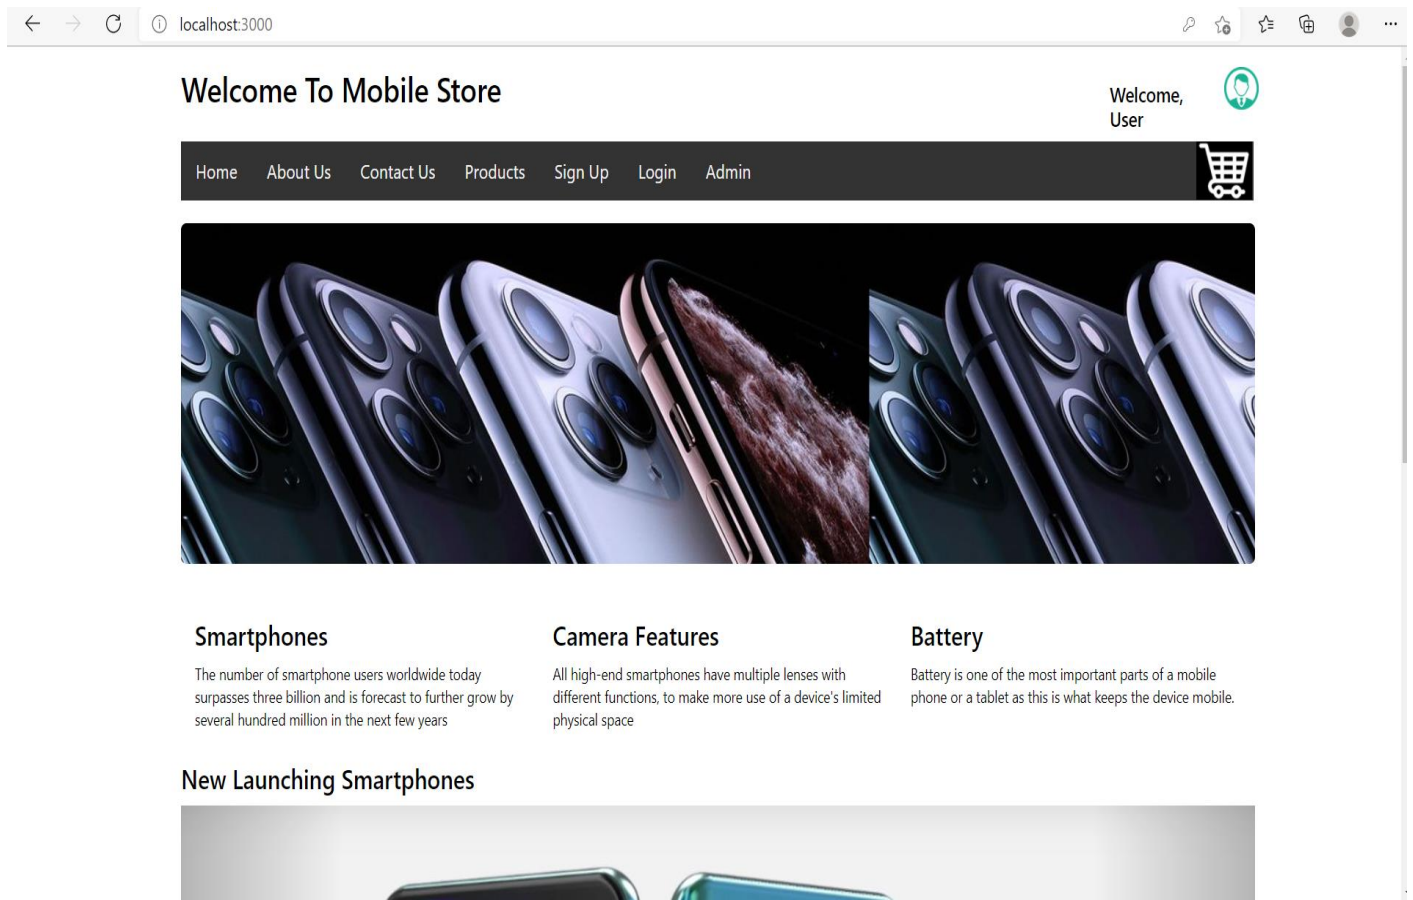 localhost:3000
Welcome To Mobile Store
Welcome,
User
Home About Us Contact Us Products Sign Up Login Admin
Smartphones
The number of smartphone users worldwide today
surpasses three billion and is forecast to further grow by
several hundred million in the next few years
Camera Features
All high-end smartphones have multiple lenses with
different functions, to make more use of a device's limited
physical space
Battery
Battery is one of the most important parts of a mobile
phone or a tablet as this is what keeps the device mobile.
New Launching Smartphones